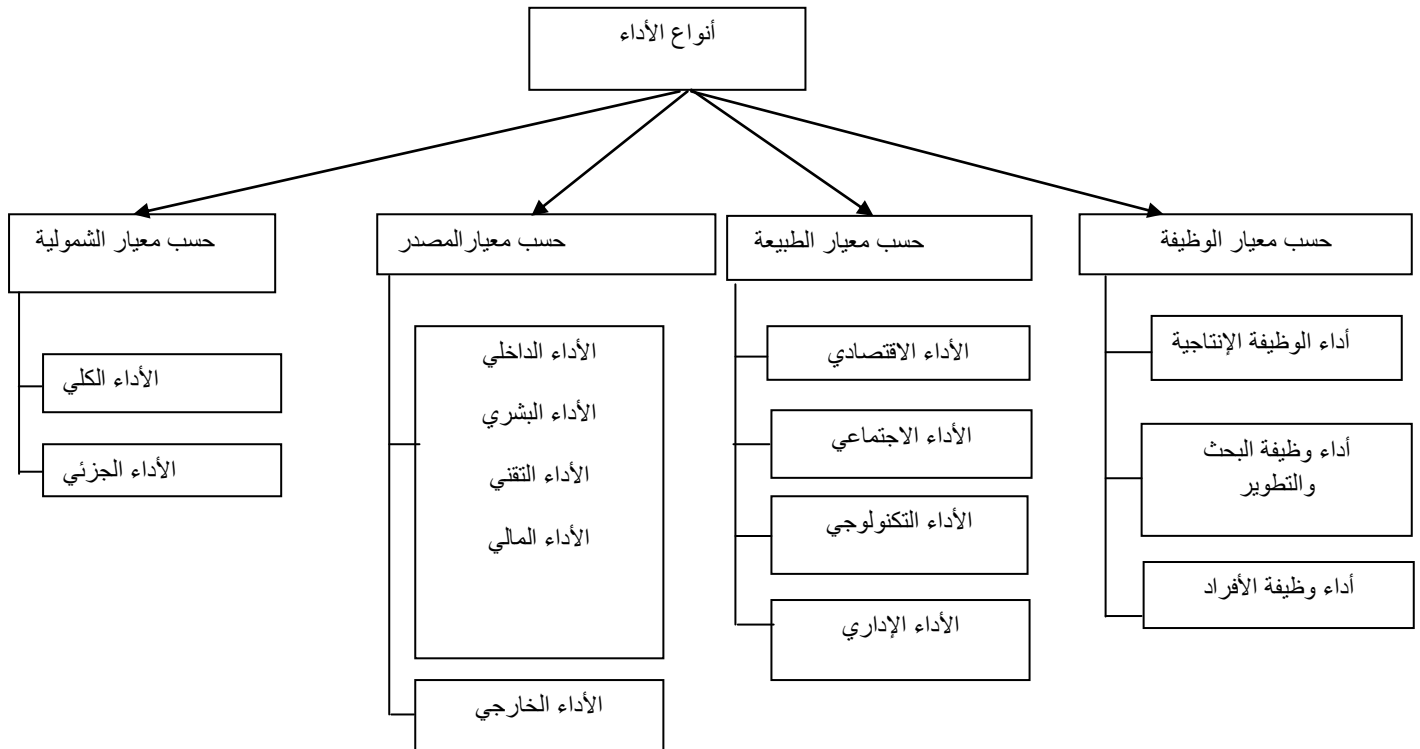 أنواع الأداء
حسب معيار الوظيفة
حسب معيار الطبيعة
حسب معيارالمصدر
حسب معيار الشمولية
أداء الوظيفة الإنتاجية
أداء وظيفة البحث
والتطوير
أداء وظيفة الأفراد
الأداء الاقتصادي
الأداء الاجتماعي
الأداء التكنولوجي
الأداء الإداري
الأداء الداخلي
الأداء البشري
الأداء التقني
الأداء المالي
الأداء الخارجي
الأداء الكلي
الأداء الجزئي